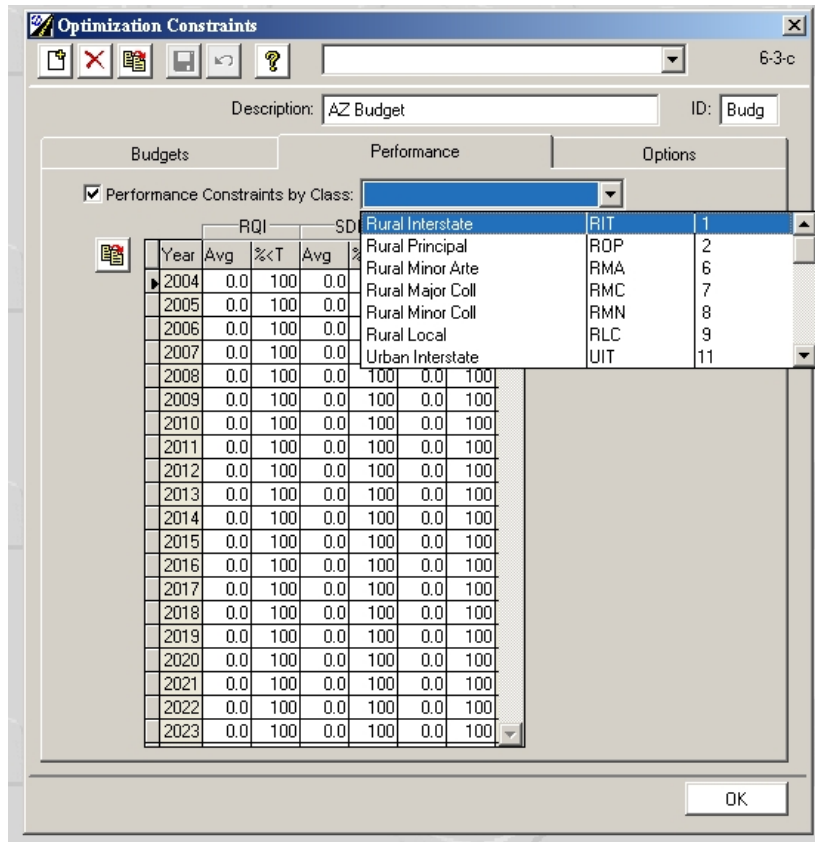 Optimization Constraints
6-3-c
Description: AZ Budget ID: Budg
Budgets Performance Options
Performance Constraints by Class:
RQI SD
Rural Interstate RIT 1
Rural Principal ROP 2
Rural Minor Arte RMA 6
Rural Major Coll RMC 7
Rural Minor Coll RMN 8
Rural Local RLC 9
Urban Interstate UIT 11
Year Avg %<T Avg %
2004 0.0 100 0.0
2005 0.0 100 0.0
2006 0.0 100 0.0
2007 0.0 100 0.0
2008 0.0 100 0.0 100 0.0 100
2009 0.0 100 0.0 100 0.0 100
2010 0.0 100 0.0 100 0.0 100
2011 0.0 100 0.0 100 0.0 100
2012 0.0 100 0.0 100 0.0 100
2013 0.0 100 0.0 100 0.0 100
2014 0.0 100 0.0 100 0.0 100
2015 0.0 100 0.0 100 0.0 100
2016 0.0 100 0.0 100 0.0 100
2017 0.0 100 0.0 100 0.0 100
2018 0.0 100 0.0 100 0.0 100
2019 0.0 100 0.0 100 0.0 100
2020 0.0 100 0.0 100 0.0 100
2021 0.0 100 0.0 100 0.0 100
2022 0.0 100 0.0 100 0.0 100
2023 0.0 100 0.0 100 0.0 100
OK